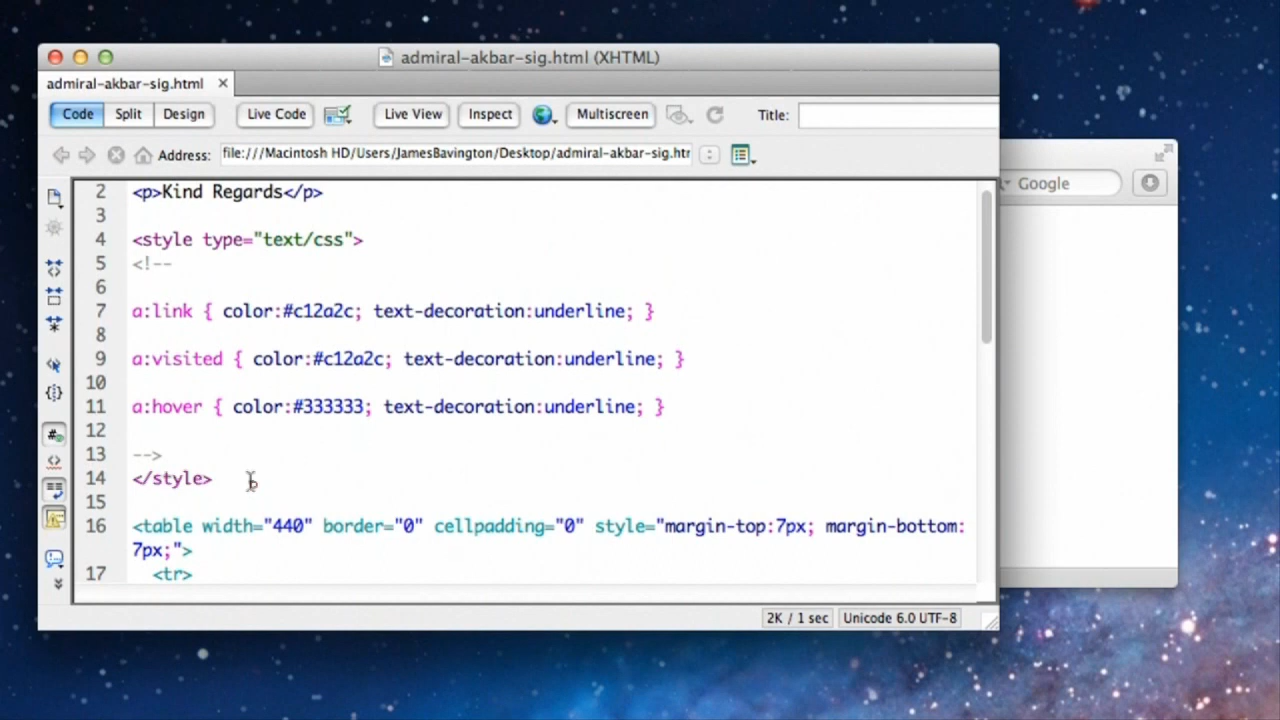 admiral-akbar-sig.html (XHTML)
admiral-akbar-sig.html
Code Split Design Live Code Live View Inspect Multiscreen Title:
Address: file:///Macintosh HD/Users/JamesBavington/Desktop/admiral-akbar-sig.htm
Google
2 <p>Kind Regards</p>
3
4 <style type="text/css">
5 <!--
6
7 a:link { color:#c12a2c; text-decoration:underline; }
8
9 a:visited { color:#c12a2c; text-decoration:underline; }
10
11 a:hover { color:#333333; text-decoration:underline; }
12
13 -->
14 </style>
15
16 <table width="440" border="0" cellpadding="0" style="margin-top:7px; margin-bottom:
7px;">
17 <tr>
2K / 1 sec Unicode 6.0 UTF-8